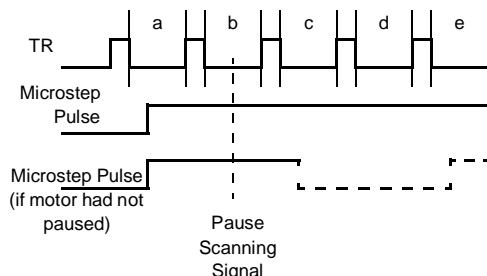 a b c d e
TR
Microstep
Pulse
Microstep Pulse
(if motor had not
paused)
Pause
Scanning
Signal